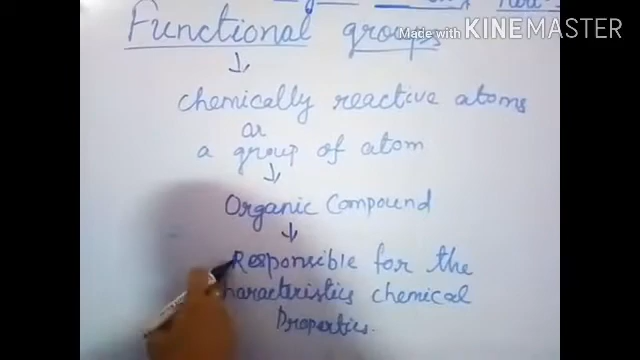 Functional groups
Made with KINEMASTER
↓
chemically reactive atoms
or
a group of atom
↓
Organic Compound
↓
Responsible for the
characteristics chemical
Properties.